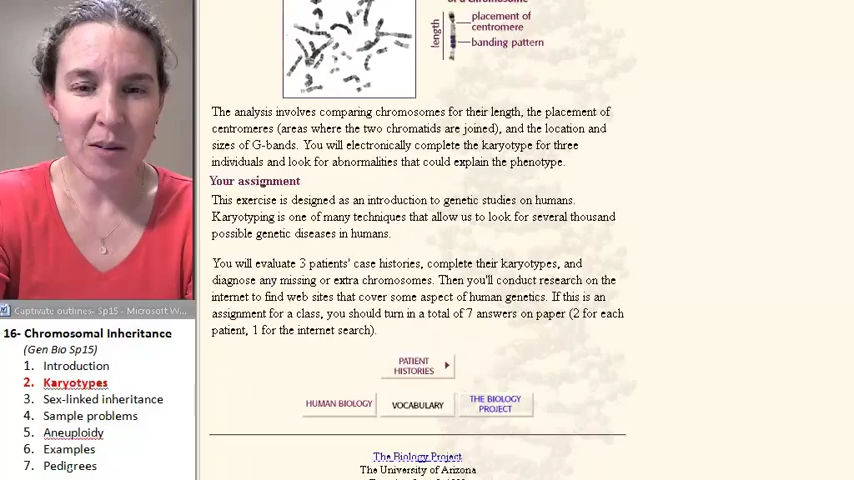 placement of
centromere
banding pattern
length
The analysis involves comparing chromosomes for their length, the placement of
centromeres (areas where the two chromatids are joined), and the location and
sizes of G-bands. You will electronically complete the karyotype for three
individuals and look for abnormalities that could explain the phenotype.
Your assignment
This exercise is designed as an introduction to genetic studies on humans.
Karyotyping is one of many techniques that allow us to look for several thousand
possible genetic diseases in humans.
You will evaluate 3 patients' case histories, complete their karyotypes, and
diagnose any missing or extra chromosomes. Then you'll conduct research on the
internet to find web sites that cover some aspect of human genetics. If this is an
assignment for a class, you should turn in a total of 7 answers on paper (2 for each
patient, 1 for the internet search).
PATIENT
HISTORIES
HUMAN BIOLOGY
VOCABULARY
THE BIOLOGY
PROJECT
The Biology Project
The University of Arizona
Captivate outlines- Sp15 - Microsoft W...
16- Chromosomal Inheritance
(Gen Bio Sp15)
1. Introduction
2. Karyotypes
3. Sex-linked inheritance
4. Sample problems
5. Aneuploidy
6. Examples
7. Pedigrees